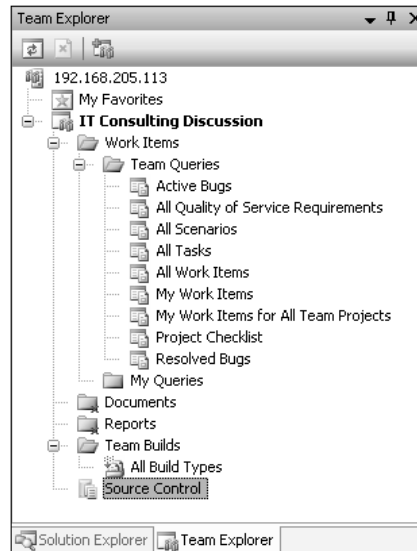 Team Explorer
192.168.205.113
My Favorites
IT Consulting Discussion
Work Items
Team Queries
Active Bugs
All Quality of Service Requirements
All Scenarios
All Tasks
All Work Items
My Work Items
My Work Items for All Team Projects
Project Checklist
Resolved Bugs
My Queries
Documents
Reports
Team Builds
All Build Types
Source Control
Solution Explorer Team Explorer